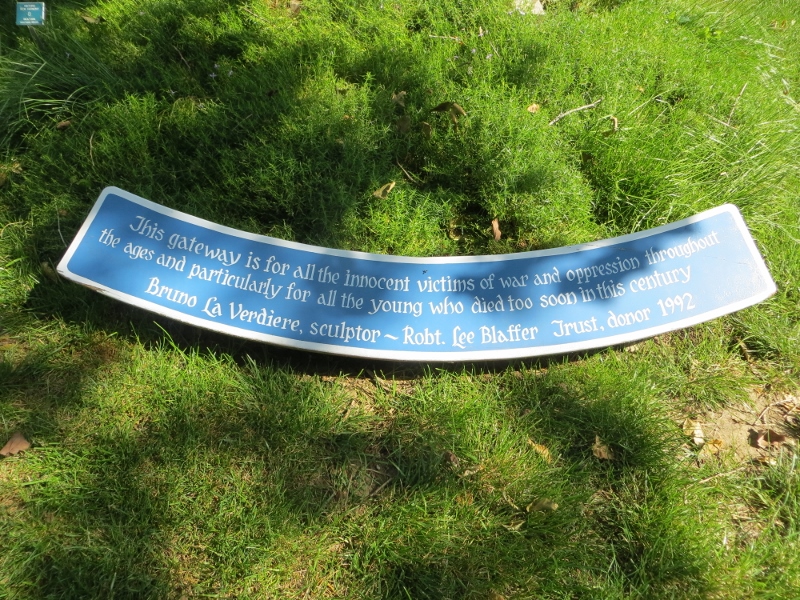 This gateway is for all the innocent victims of war and oppression throughout
the ages and particularly for all the young who died too soon in this century
Bruno La Verdiere, sculptor ~ Robt. Lee Blaffer Trust, donor 1992